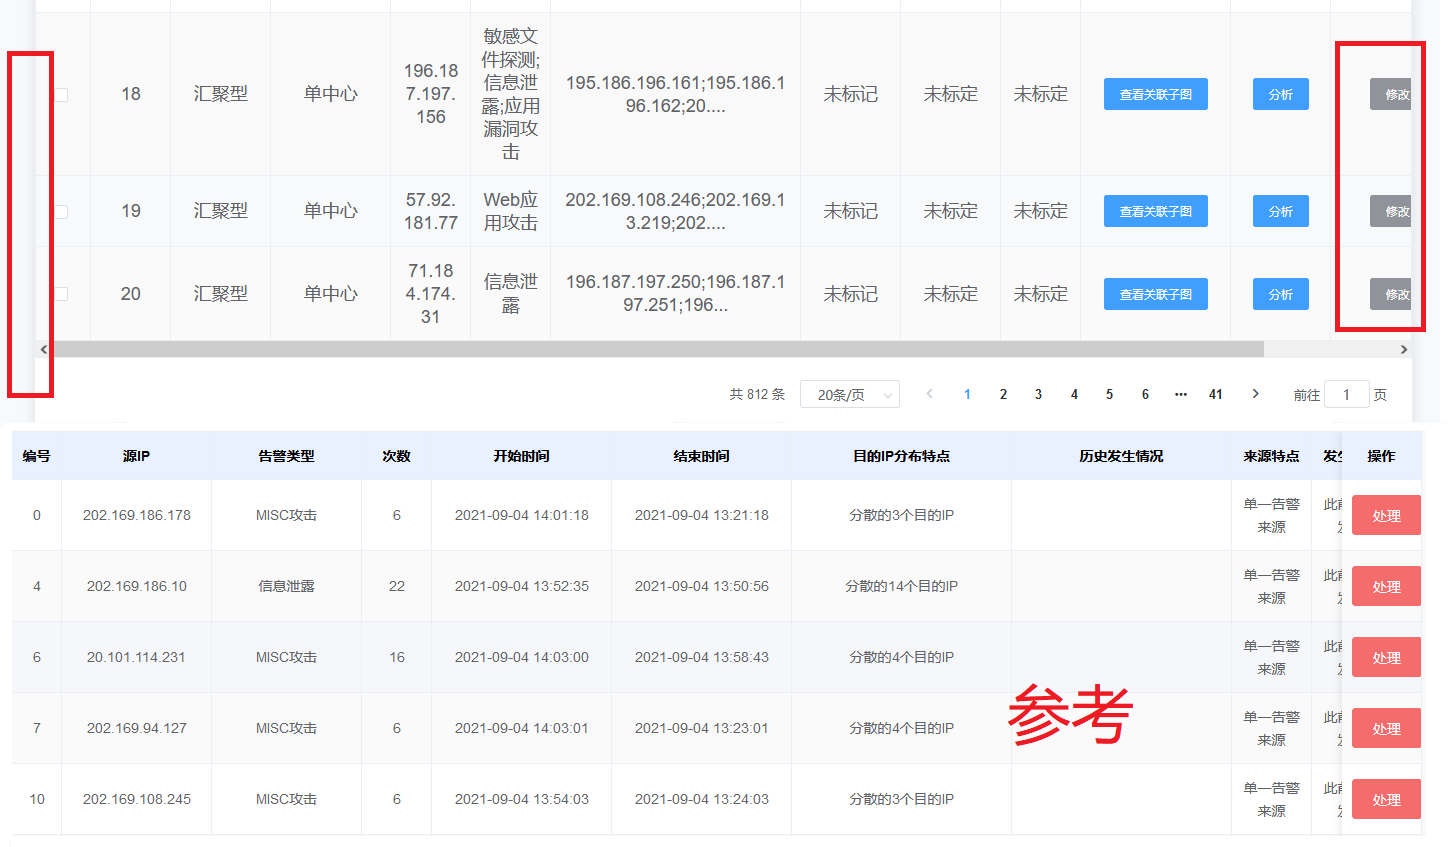 18 汇聚型 单中心 196.18
7.197.
156 敏感文
件探测;
信息泄
露;应用
漏洞攻
击 195.186.196.161;195.186.1
96.162;20.... 未标记 未标定 未标定 查看关联子图 分析 修改
19 汇聚型 单中心 57.92.
181.77 Web应
用攻击 202.169.108.246;202.169.1
3.219;202.... 未标记 未标定 未标定 查看关联子图 分析 修改
20 汇聚型 单中心 71.18
4.174.
31 信息泄
露 196.187.197.250;196.187.1
97.251;196... 未标记 未标定 未标定 查看关联子图 分析 修改
共 812 条 20条/页 1 2 3 4 5 6 ••• 41 前往 1 页
编号 源IP 告警类型 次数 开始时间 结束时间 目的IP分布特点 历史发生情况 来源特点 发生 操作
0 202.169.186.178 MISC攻击 6 2021-09-04 14:01:18 2021-09-04 13:21:18 分散的3个目的IP 单一告警
来源 此前 处理
4 202.169.186.10 信息泄露 22 2021-09-04 13:52:35 2021-09-04 13:50:56 分散的14个目的IP 单一告警
来源 此前 处理
6 20.101.114.231 MISC攻击 16 2021-09-04 14:03:00 2021-09-04 13:58:43 分散的4个目的IP 单一告警
来源 此前 处理
7 202.169.94.127 MISC攻击 6 2021-09-04 14:03:01 2021-09-04 13:23:01 分散的4个目的IP 单一告警
来源 此前 处理
10 202.169.108.245 MISC攻击 6 2021-09-04 13:54:03 2021-09-04 13:24:03 分散的3个目的IP 单一告警
来源 此前 处理
参考